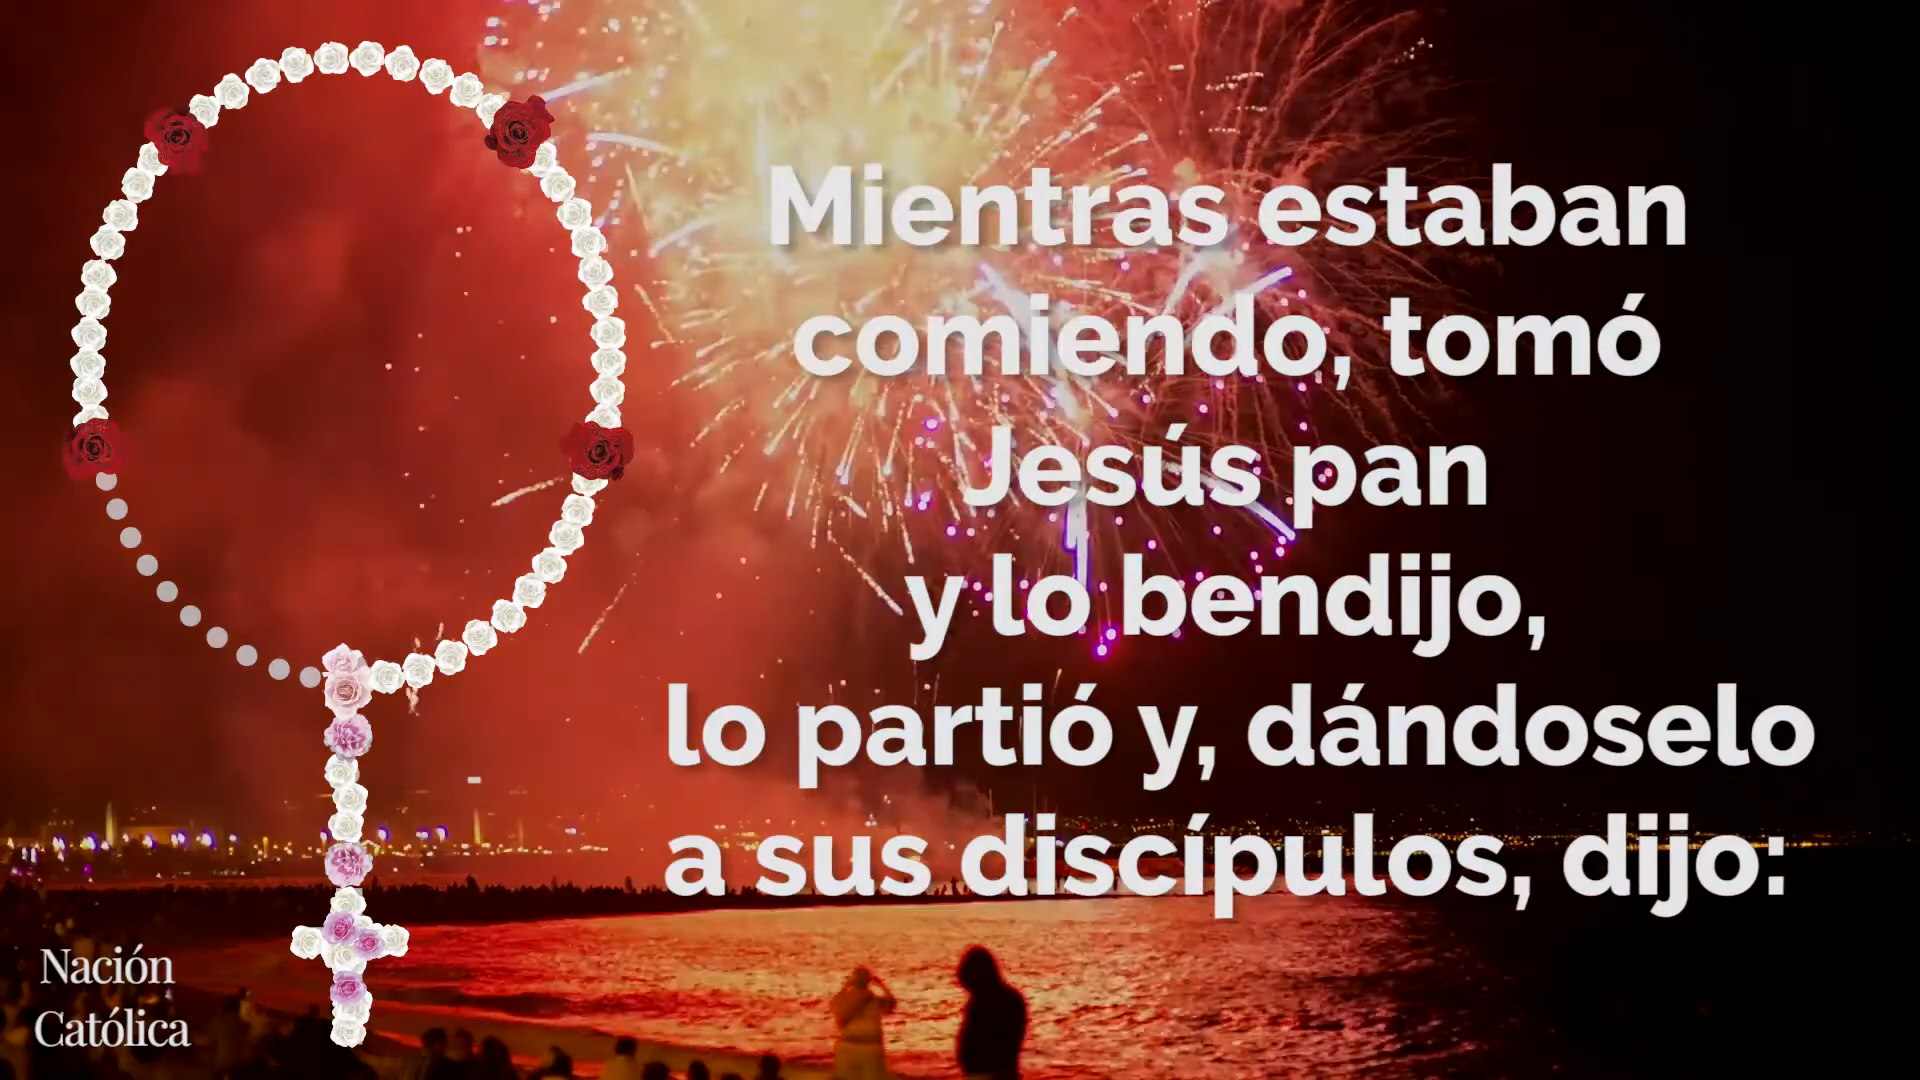 Mientras estaban
comiendo, tomó
Jesús pan
y lo bendijo,
lo partió y, dándoselo
a sus discípulos, dijo:
Nación
Católica